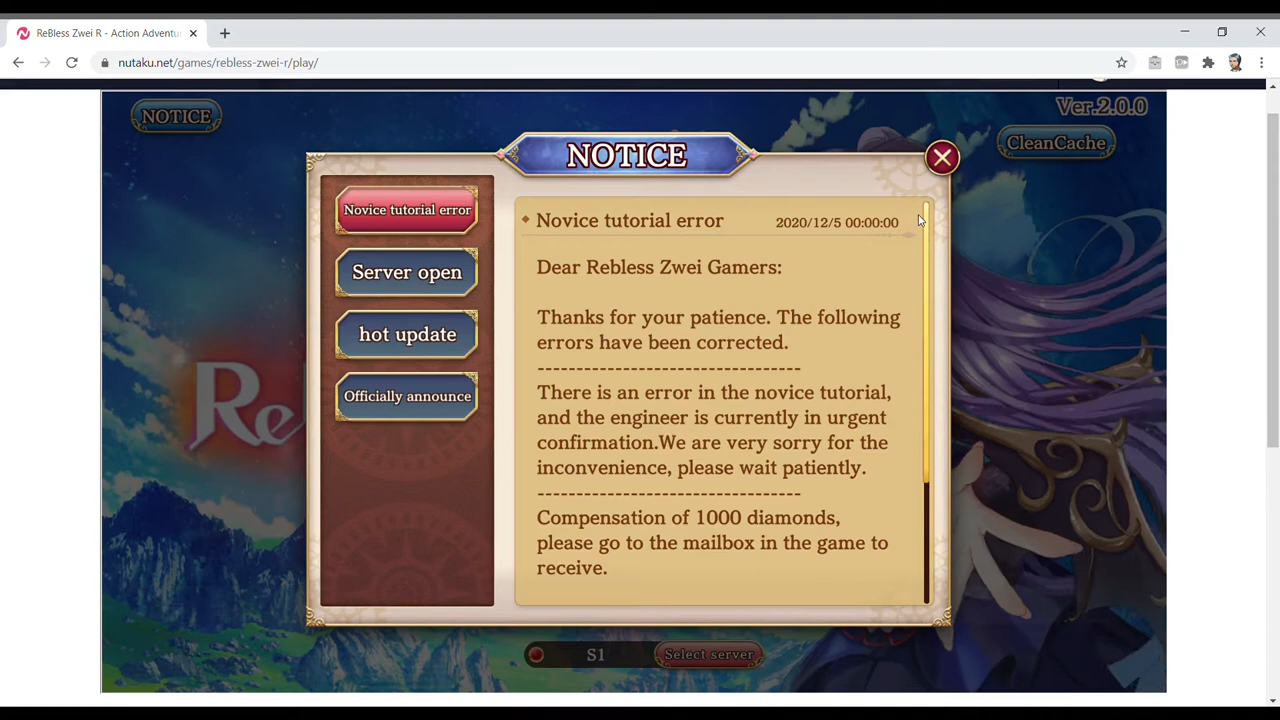 ReBless Zwei R - Action Adventu
nutaku.net/games/rebless-zwei-r/play/
NOTICE
Ver.2.0.0
CleanCache
NOTICE
Novice tutorial error
Server open
hot update
Officially announce
Novice tutorial error 2020/12/5 00:00:00
Dear Rebless Zwei Gamers:
Thanks for your patience. The following
errors have been corrected.
----------------------------------
There is an error in the novice tutorial,
and the engineer is currently in urgent
confirmation.We are very sorry for the
inconvenience, please wait patiently.
----------------------------------
Compensation of 1000 diamonds,
please go to the mailbox in the game to
receive.
Re
S1 Select server